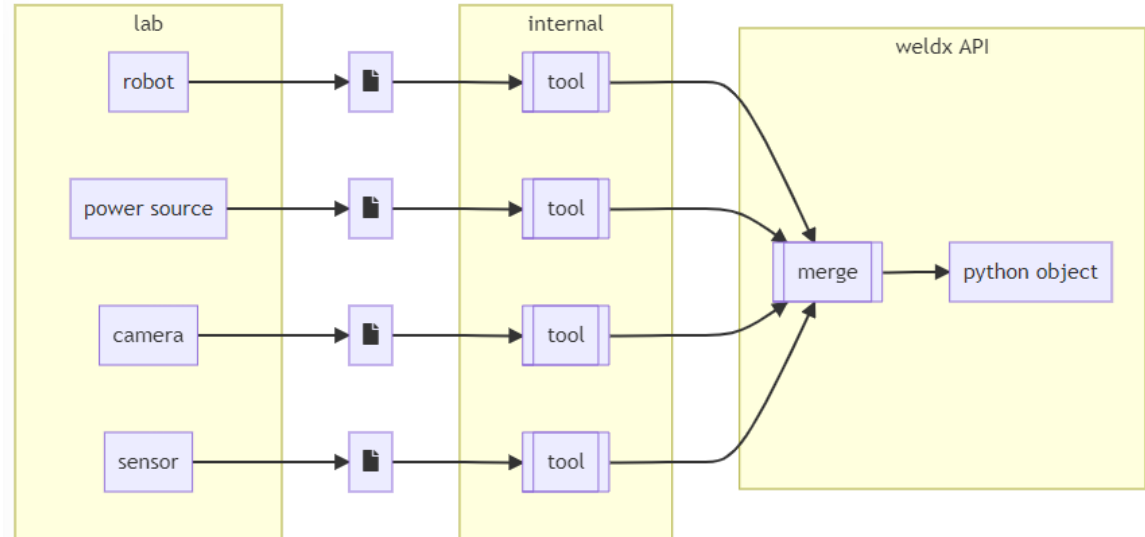 lab
internal
weldx API
robot
tool
power source
tool
merge
python object
camera
tool
sensor
tool